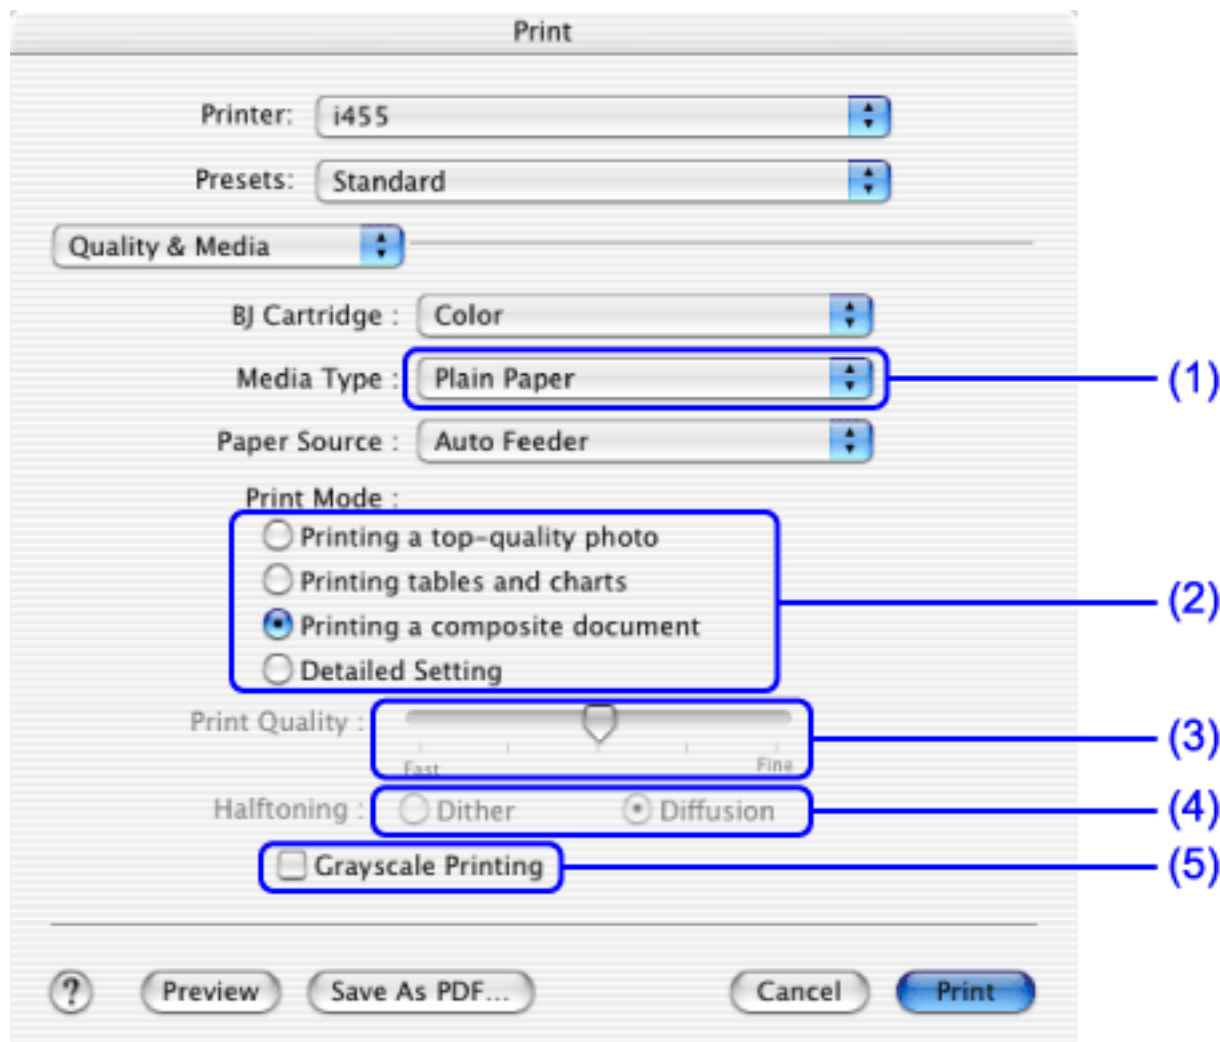 Print
Printer: i455
Presets: Standard
Quality & Media
BJ Cartridge : Color
Media Type : Plain Paper (1)
Paper Source : Auto Feeder
Print Mode :
Printing a top-quality photo
Printing tables and charts
(2)
Printing a composite document
Detailed Setting
Print Quality : (3)
Fast Fine
Halftoning : Dither Diffusion (4)
Grayscale Printing (5)
? Preview Save As PDF... Cancel Print